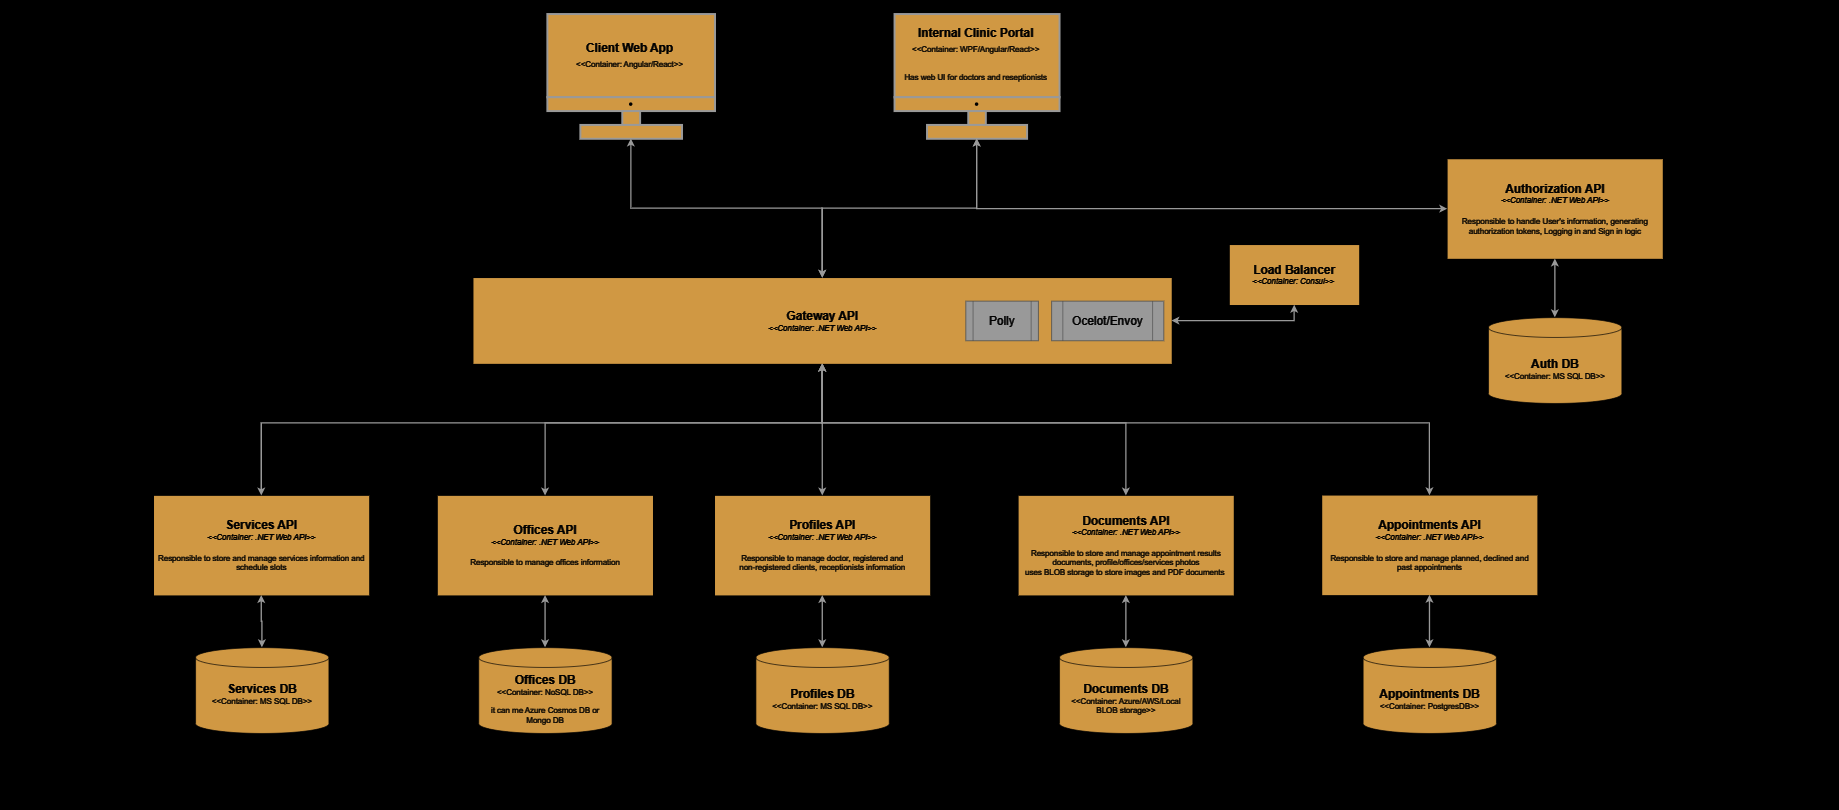 Client Web App
<<Container: Angular/React>>
Internal Clinic Portal
<<Container: WPF/Angular/React>>
Has web UI for doctors and reseptionists
Authorization API
<<Container: .NET Web API>>
Responsible to handle User's information, generating
authorization tokens, Logging in and Sign in logic
Load Balancer
<<Container: Consul>>
Gateway API
<<Container: .NET Web API>>
Polly
Ocelot/Envoy
Auth DB
<<Container: MS SQL DB>>
Services API
<<Container: .NET Web API>>
Responsible to store and manage services information and
schedule slots
Offices API
<<Container: .NET Web API>>
Responsible to manage offices information
Profiles API
<<Container: .NET Web API>>
Responsible to manage doctor, registered and
non-registered clients, receptionists information
Documents API
<<Container: .NET Web API>>
Responsible to store and manage appointment results
documents, profile/offices/services photos
uses BLOB storage to store images and PDF documents
Appointments API
<<Container: .NET Web API>>
Responsible to store and manage planned, declined and
past appointments
Services DB
<<Container: MS SQL DB>>
Offices DB
<<Container: NoSQL DB>>
it can me Azure Cosmos DB or
Mongo DB
Profiles DB
<<Container: MS SQL DB>>
Documents DB
<<Container: Azure/AWS/Local
BLOB storage>>
Appointments DB
<<Container: PostgresDB>>